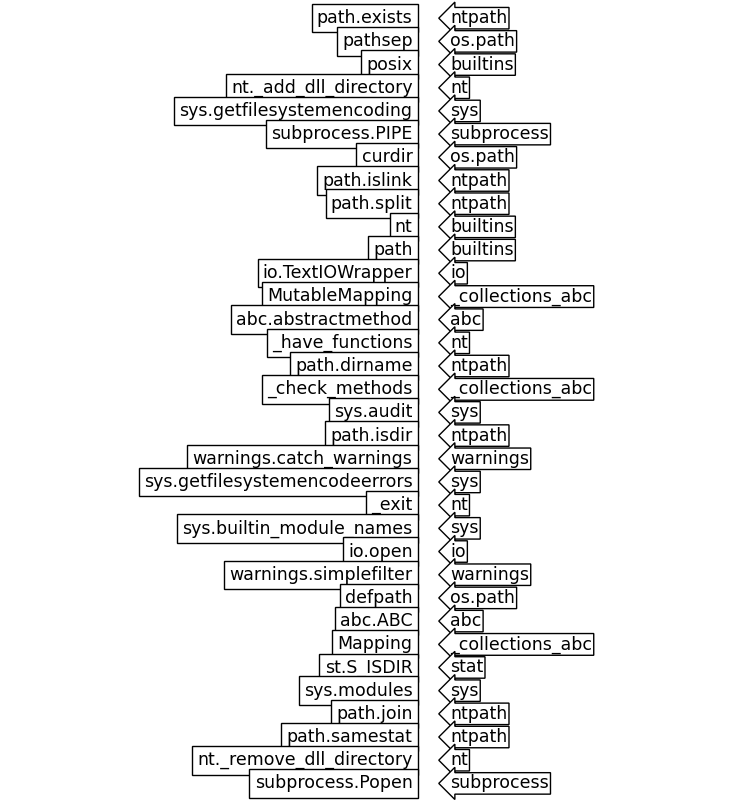 path.exists ntpath
pathsep os.path
posix builtins
nt._add_dll_directory nt
sys.getfilesystemencoding sys
subprocess.PIPE subprocess
curdir os.path
path.islink ntpath
path.split ntpath
nt builtins
path builtins
io.TextIOWrapper io
MutableMapping _collections_abc
abc.abstractmethod abc
_have_functions nt
path.dirname ntpath
_check_methods _collections_abc
sys.audit sys
path.isdir ntpath
warnings.catch_warnings warnings
sys.getfilesystemencodeerrors sys
_exit nt
sys.builtin_module_names sys
io.open io
warnings.simplefilter warnings
defpath os.path
abc.ABC abc
Mapping _collections_abc
st.S_ISDIR stat
sys.modules sys
path.join ntpath
path.samestat ntpath
nt._remove_dll_directory nt
subprocess.Popen subprocess